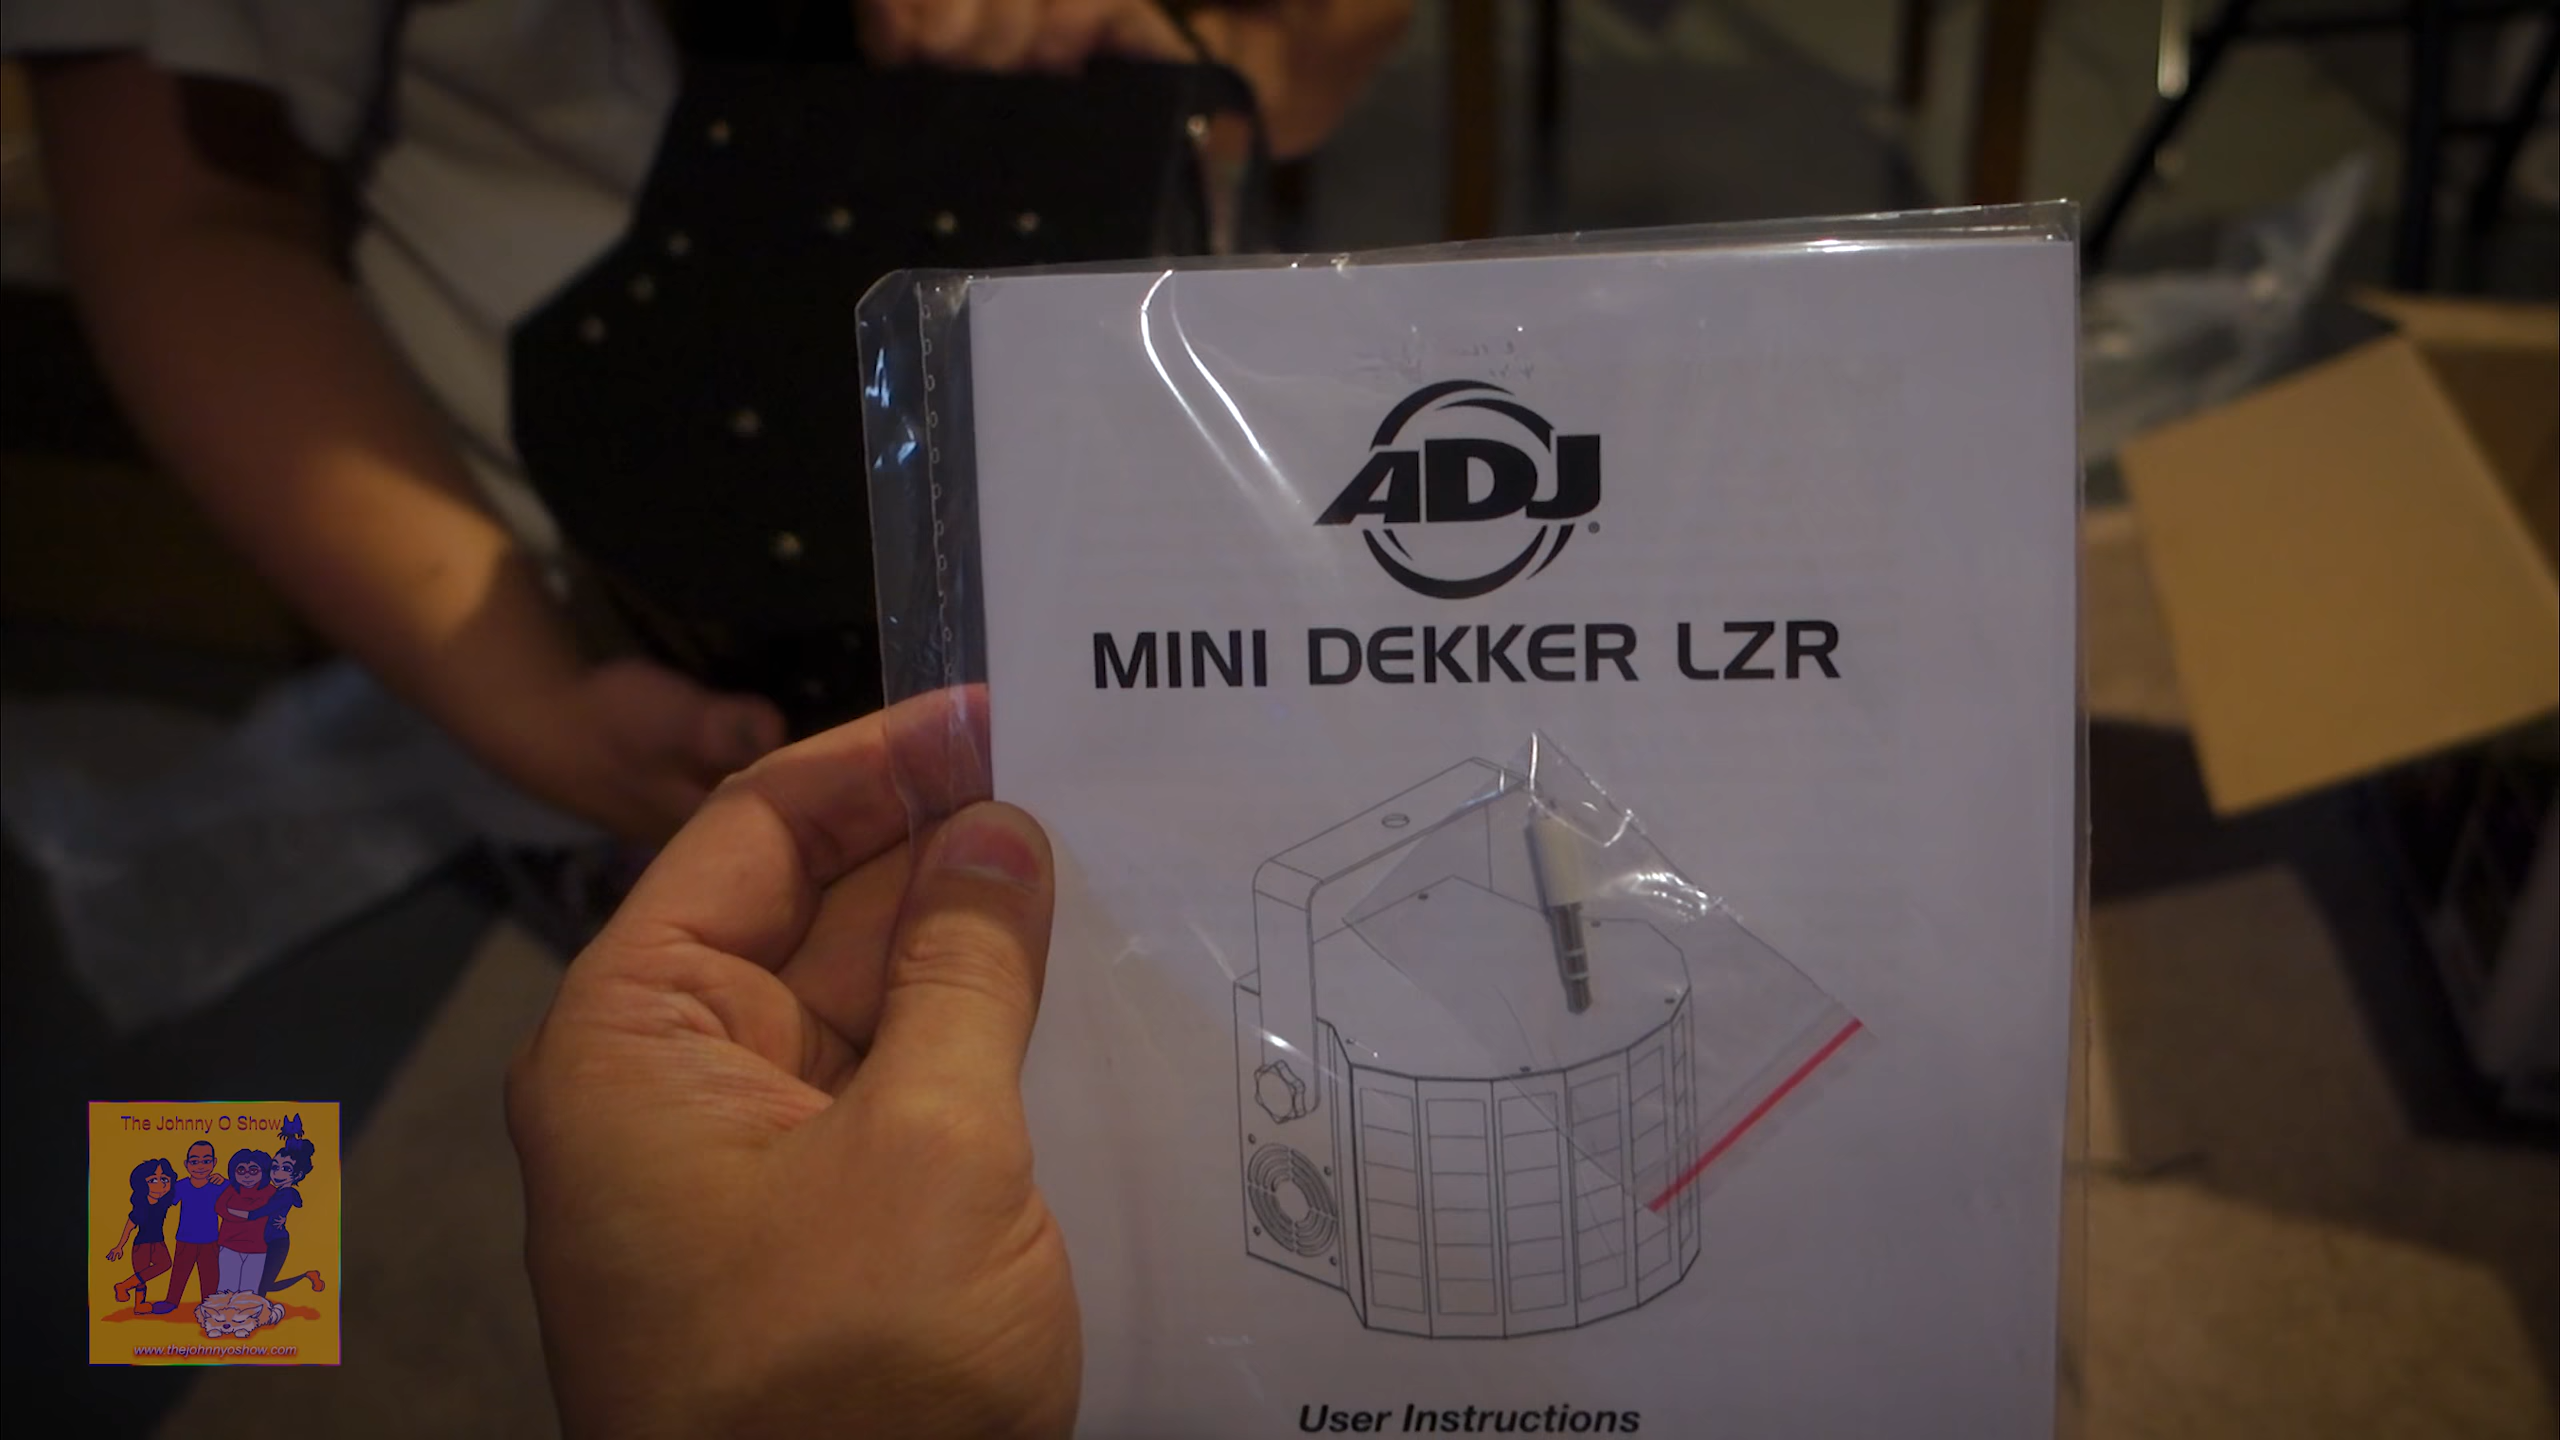 ADJ®
MINI DEKKER LZR
User Instructions
The Johnny O Show
www.thejohnnyoshow.com